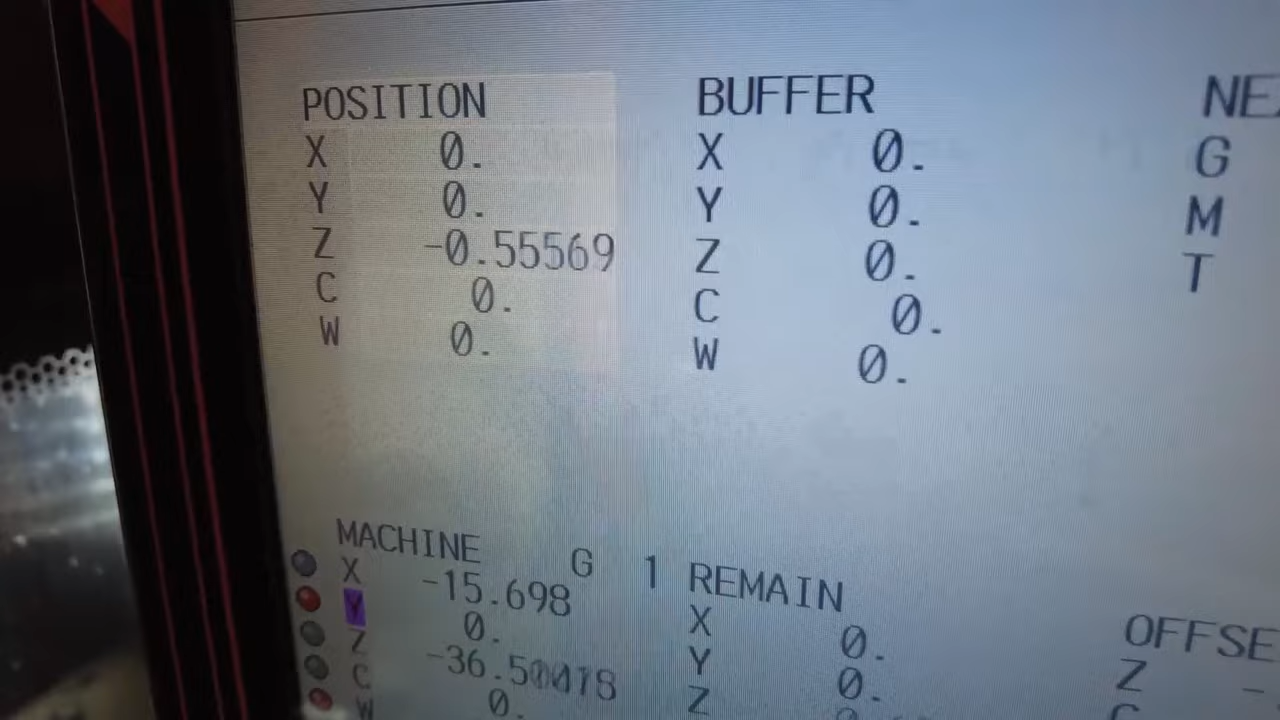 POSITION
X 0.
Y 0.
Z -0.55569
C 0.
W 0.
BUFFER
X 0.
Y 0.
Z 0.
C 0.
W 0.
G
M
T
MACHINE G 1
X -15.698
Y 0.
Z
C 0.
W
REMAIN
X 0.
Y 0.
Z
OFFSE
Z -
C